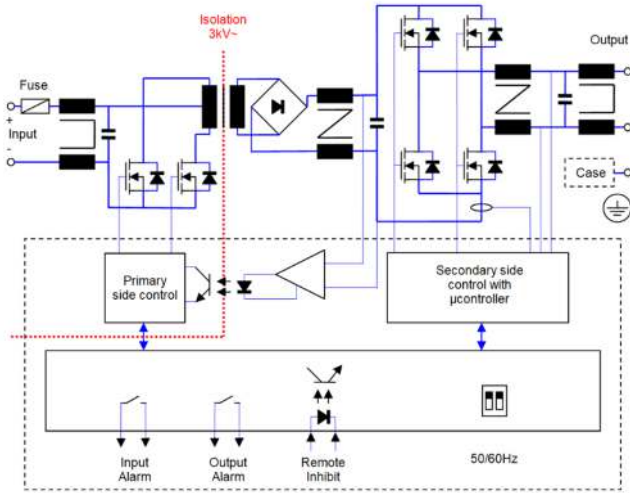 Isolation
3kV~
Output
Fuse
+
Input
-
Case
Primary
side control
Secondary side
control with
µcontroller
Input
Alarm
Output
Alarm
Remote
Inhibit
50/60Hz